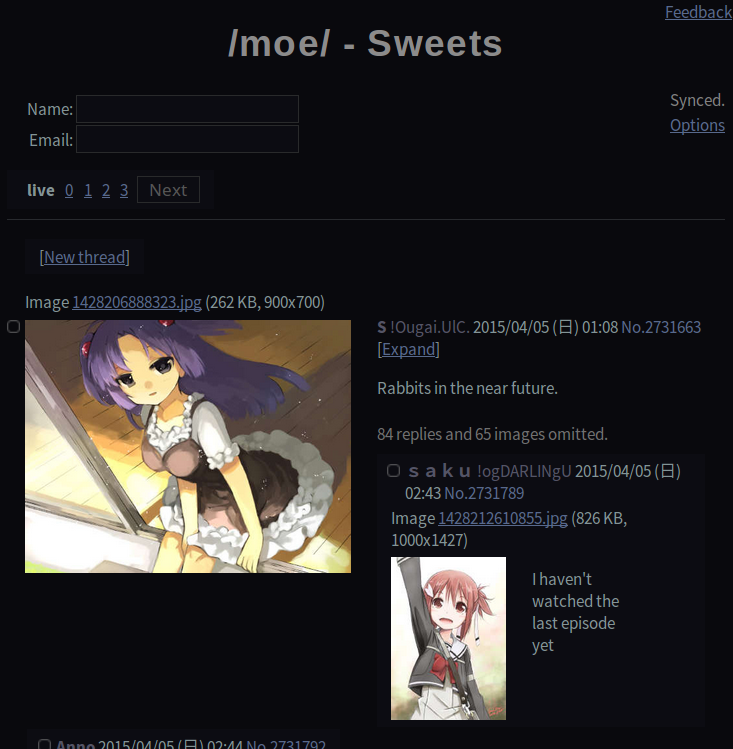 Feedback
/moe/ - Sweets
Name:
Synced.
Email:
Options
live 0 1 2 3 Next
[New thread]
Image 1428206888323.jpg (262 KB, 900x700)
S !Ougai.UlC. 2015/04/05 (日) 01:08 No.2731663
[Expand]
Rabbits in the near future.
84 replies and 65 images omitted.
s a k u !ogDARLINgU 2015/04/05 (日)
02:43 No.2731789
Image 1428212610855.jpg (826 KB,
1000x1427)
I haven't
watched the
last episode
yet
Anno 2015/04/05 (日) 02:44 No.2731792